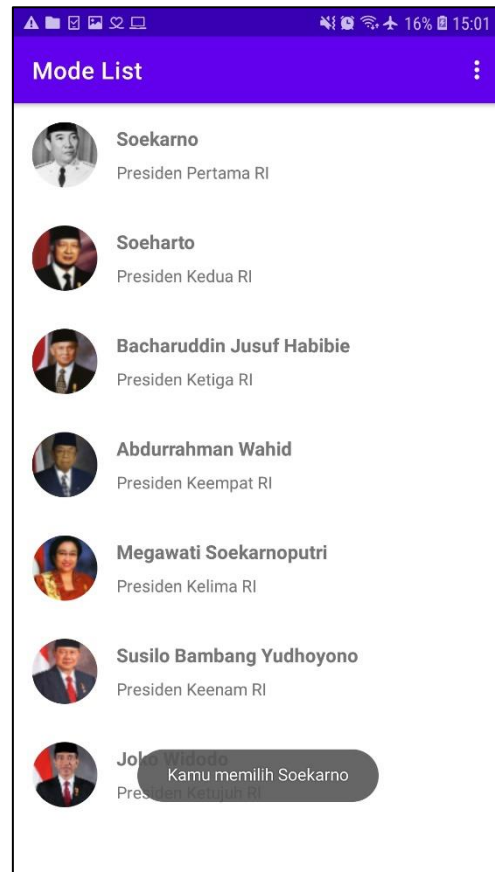 16% 15:01
Mode List
Soekarno
Presiden Pertama RI
Soeharto
Presiden Kedua RI
Bacharuddin Jusuf Habibie
Presiden Ketiga RI
Abdurrahman Wahid
Presiden Keempat RI
Megawati Soekarnoputri
Presiden Kelima RI
Susilo Bambang Yudhoyono
Presiden Keenam RI
Joko Widodo
Kamu memilih Soekarno
Presiden Ketujuh RI